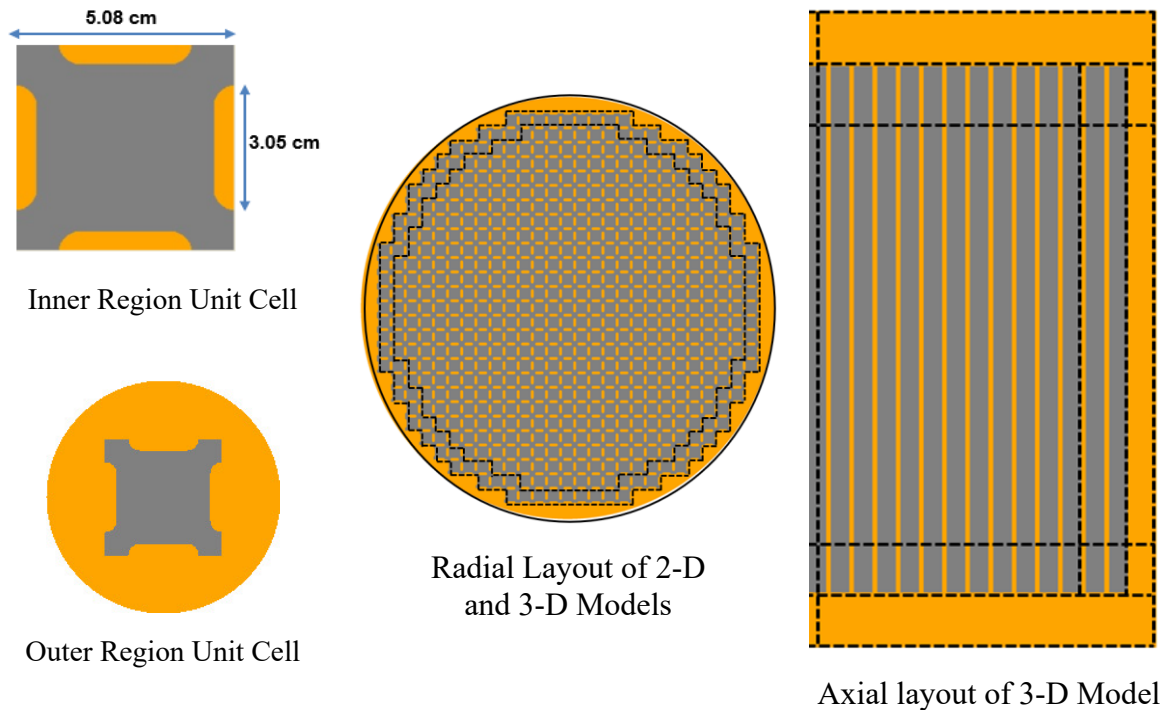 5.08 cm
3.05 cm
Inner Region Unit Cell
Outer Region Unit Cell
Radial Layout of 2-D
and 3-D Models
Axial layout of 3-D Model